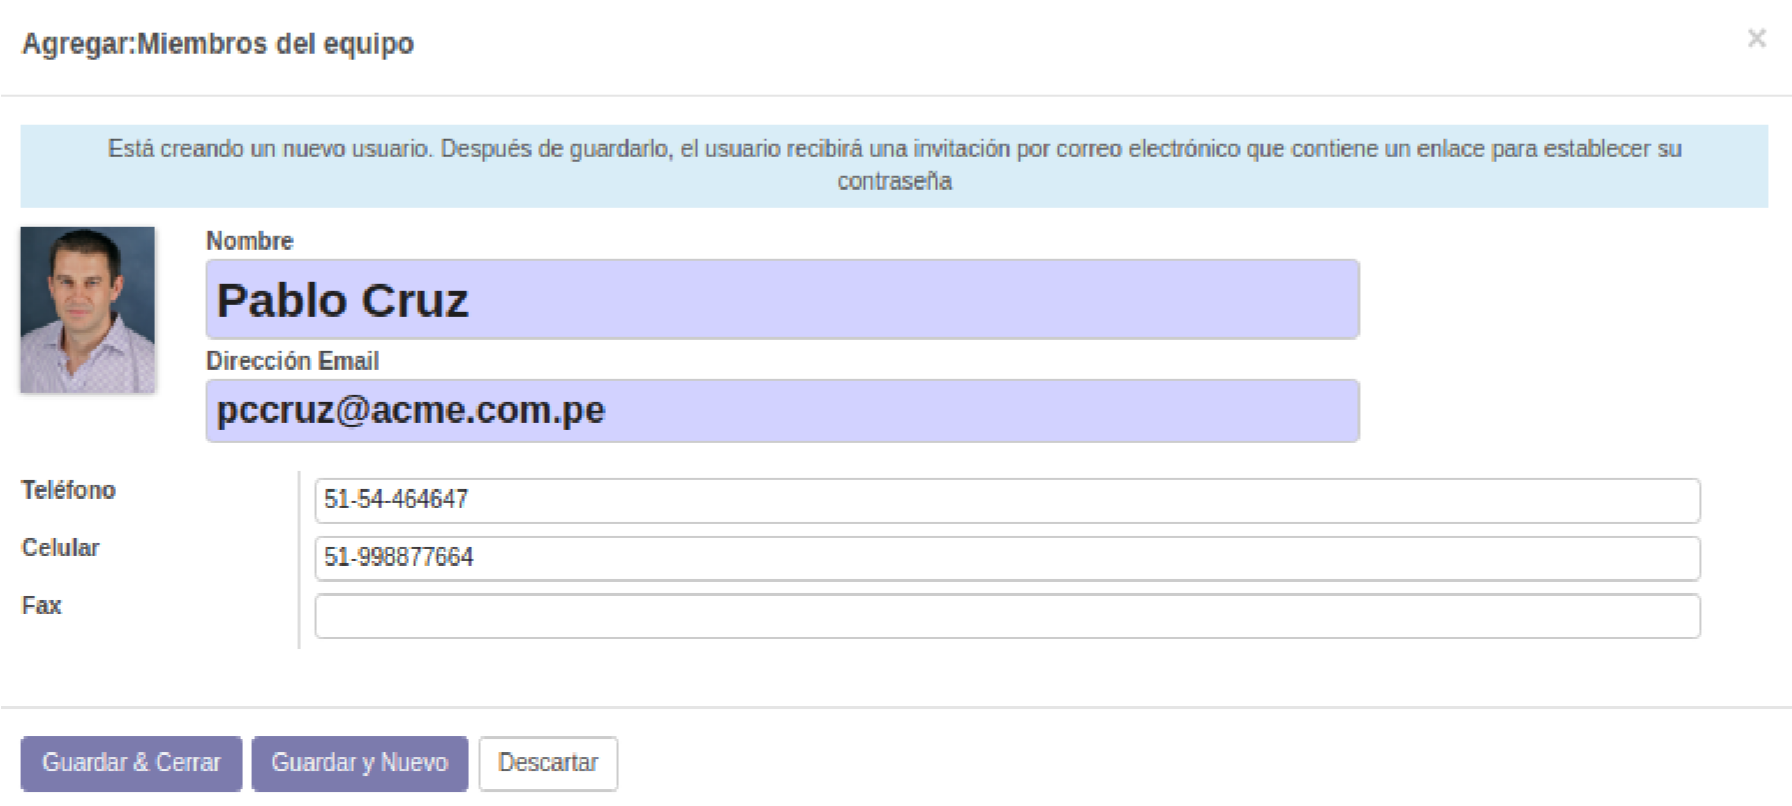 Agregar:Miembros del equipo
×
Está creando un nuevo usuario. Después de guardarlo, el usuario recibirá una invitación por correo electrónico que contiene un enlace para establecer su
contraseña
Nombre
Pablo Cruz
Dirección Email
pccruz@acme.com.pe
Teléfono
51-54-464647
Celular
51-998877664
Fax
Guardar & Cerrar
Guardar y Nuevo
Descartar